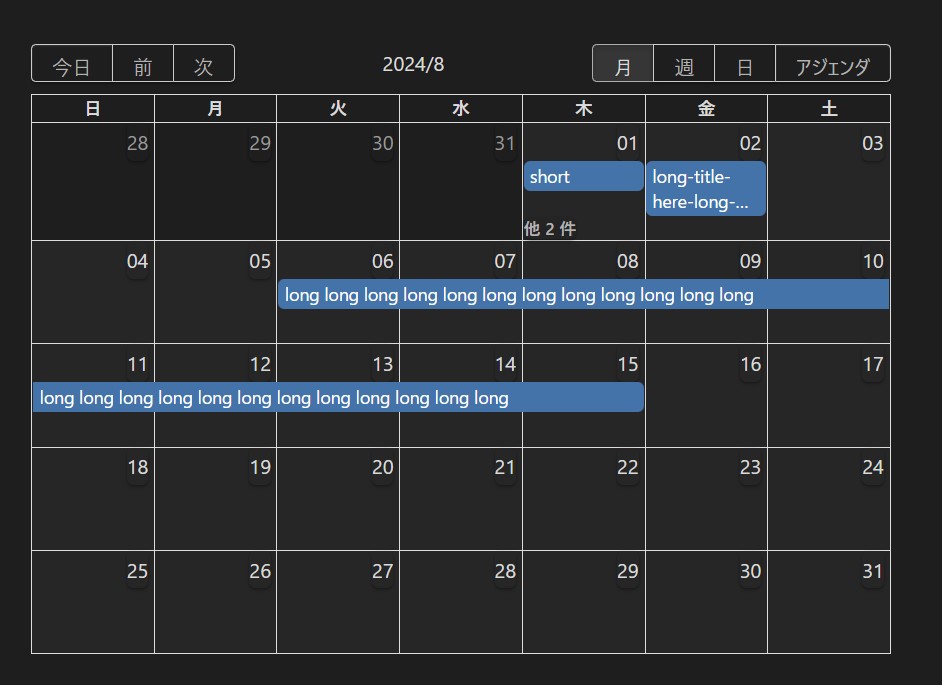 今日 前 次 2024/8 月 週 日 アジェンダ
日 月 火 水 木 金 土
28 29 30 31 01 02 03
short long-title-
here-long-...
他 2 件
04 05 06 07 08 09 10
long long long long long long long long long long long long
11 12 13 14 15 16 17
long long long long long long long long long long long long
18 19 20 21 22 23 24
25 26 27 28 29 30 31